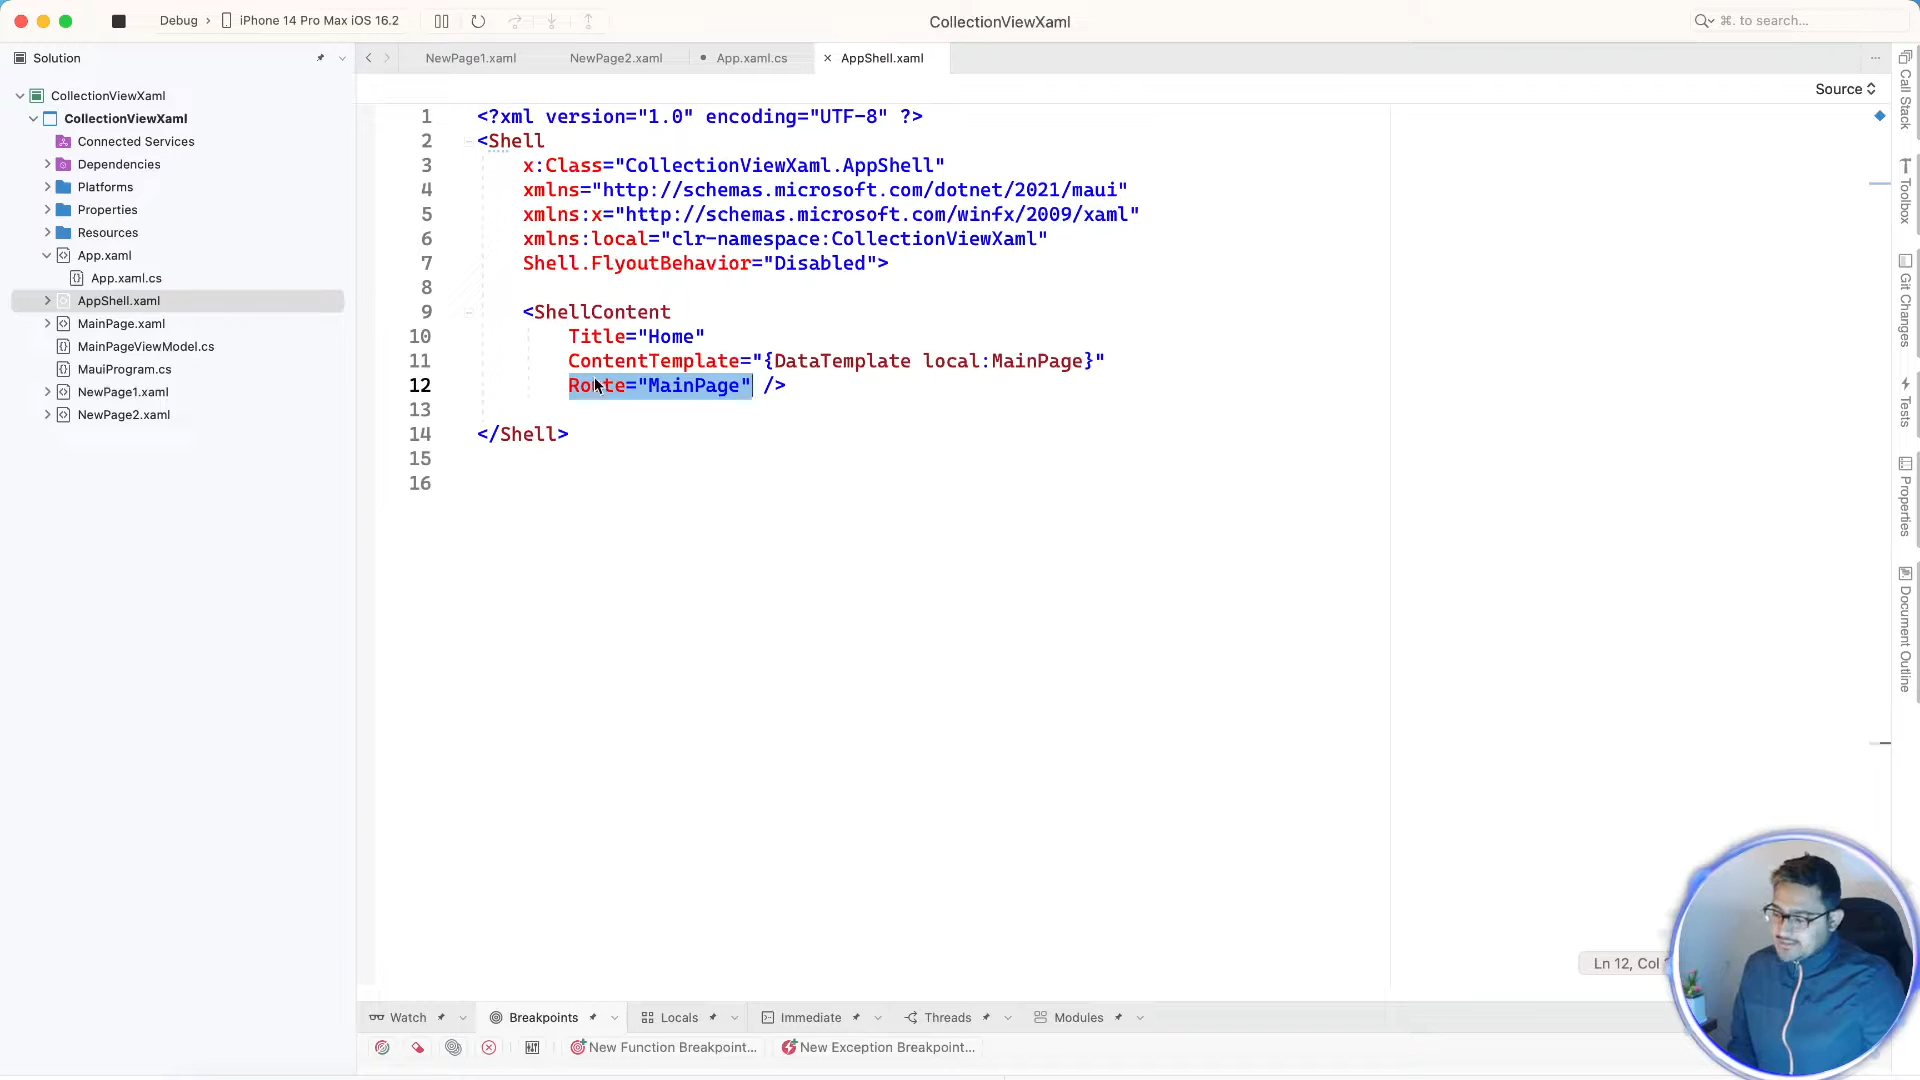 Debug › iPhone 14 Pro Max iOS 16.2
CollectionViewXaml
⌘. to search...
Solution
NewPage1.xaml
NewPage2.xaml
App.xaml.cs
AppShell.xaml
Source
CollectionViewXaml
CollectionViewXaml
Connected Services
Dependencies
Platforms
Properties
Resources
App.xaml
App.xaml.cs
AppShell.xaml
MainPage.xaml
MainPageViewModel.cs
MauiProgram.cs
NewPage1.xaml
NewPage2.xaml
1 <?xml version="1.0" encoding="UTF-8" ?>
2 <Shell
3 x:Class="CollectionViewXaml.AppShell"
4 xmlns="http://schemas.microsoft.com/dotnet/2021/maui"
5 xmlns:x="http://schemas.microsoft.com/winfx/2009/xaml"
6 xmlns:local="clr-namespace:CollectionViewXaml"
7 Shell.FlyoutBehavior="Disabled">
8
9 <ShellContent
10 Title="Home"
11 ContentTemplate="{DataTemplate local:MainPage}"
12 Route="MainPage" />
13
14 </Shell>
15
16
Call Stack
Toolbox
Git Changes
Tests
Properties
Document Outline
Ln 12, Col
Watch
Breakpoints
Locals
Immediate
Threads
Modules
New Function Breakpoint...
New Exception Breakpoint...